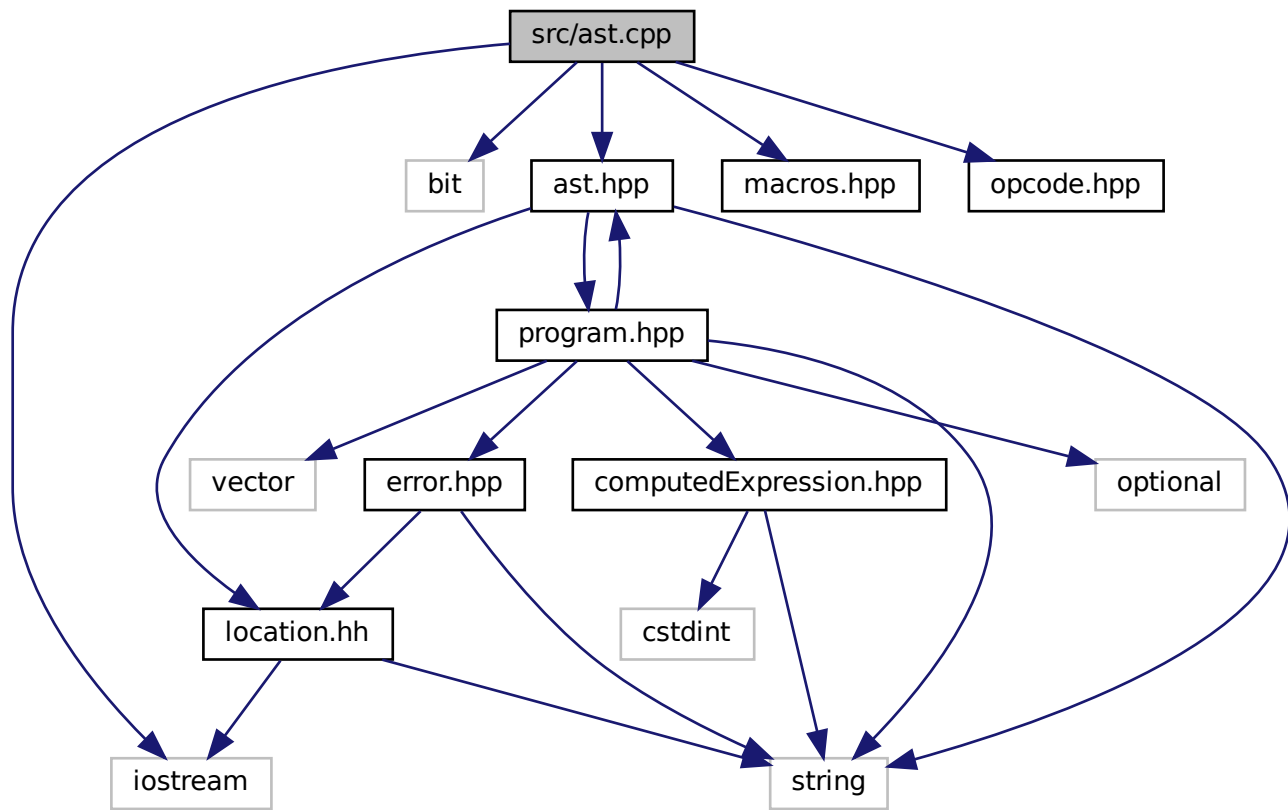 src/ast.cpp
bit
ast.hpp
macros.hpp
opcode.hpp
program.hpp
vector
error.hpp
computedExpression.hpp
optional
location.hh
cstdint
iostream
string